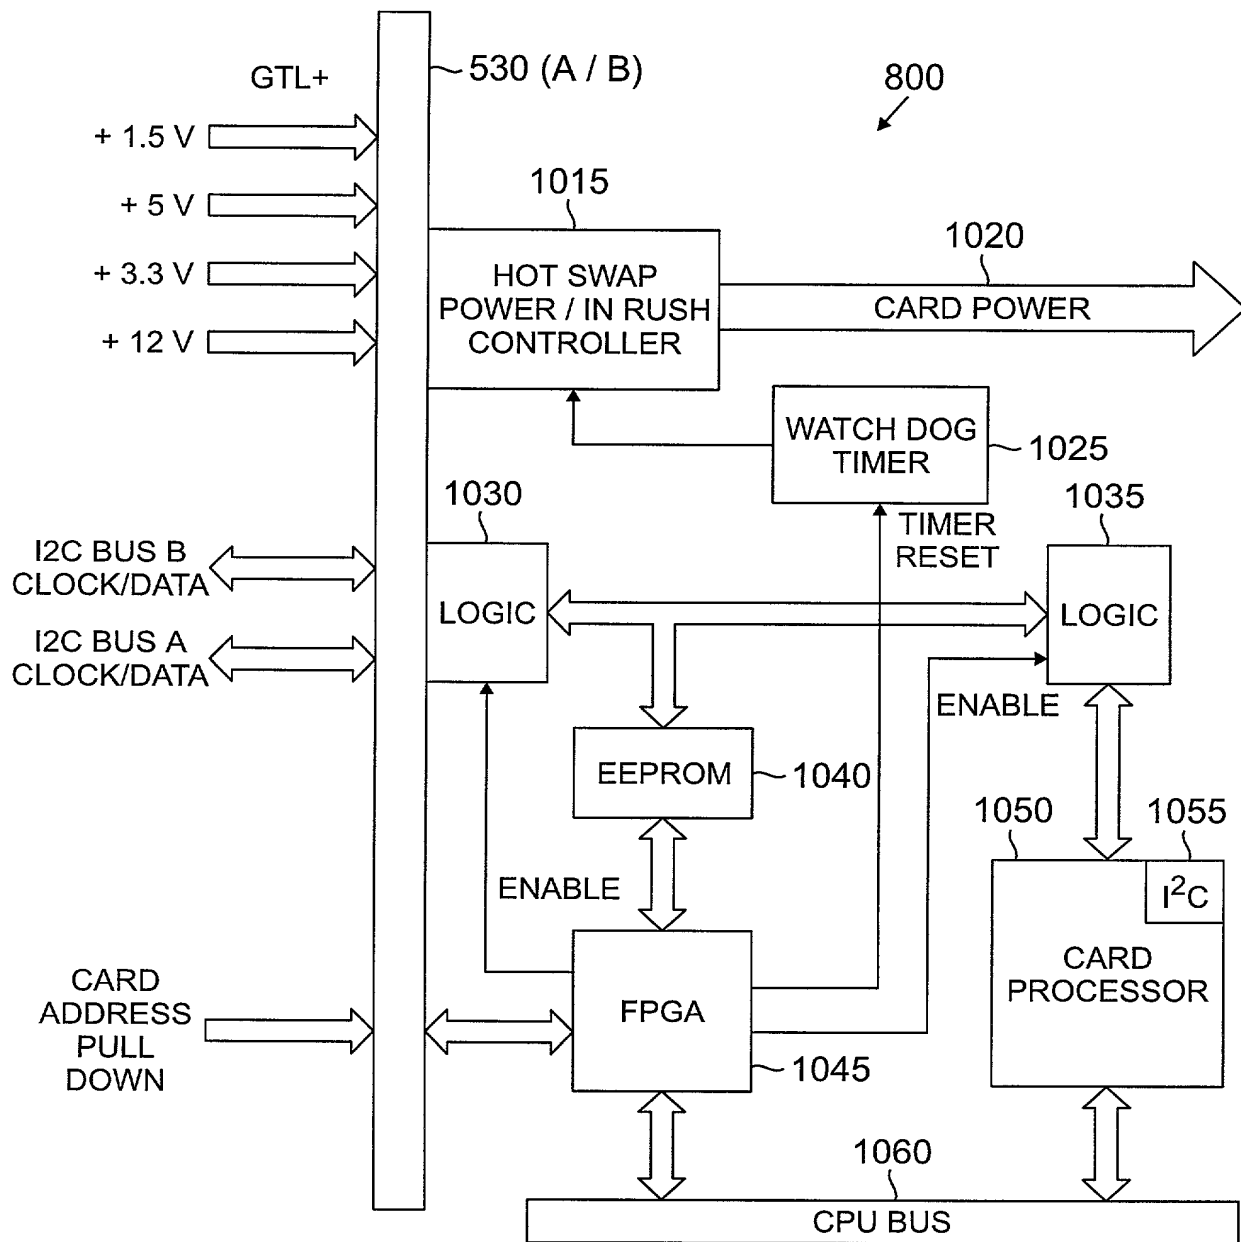 GTL+
530 (A / B)
800
+ 1.5 V
+ 5 V
+ 3.3 V
+ 12 V
1015
HOT SWAP
POWER / IN RUSH
CONTROLLER
1020
CARD POWER
WATCH DOG
TIMER
1025
TIMER
RESET
1030
LOGIC
1035
LOGIC
I2C BUS B
CLOCK/DATA
I2C BUS A
CLOCK/DATA
ENABLE
EEPROM
1040
ENABLE
1050
1055
I²C
CARD
PROCESSOR
CARD
ADDRESS
PULL
DOWN
FPGA
1045
1060
CPU BUS